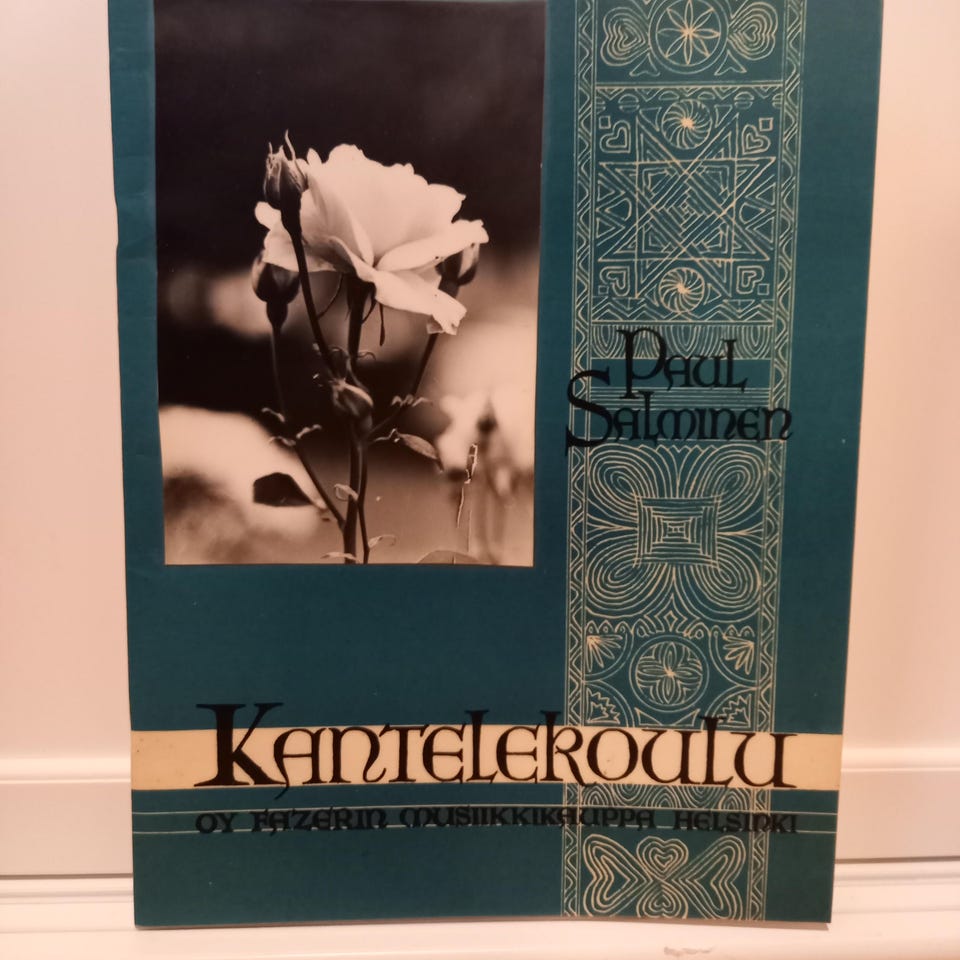 Paul
Salminen
Kantelekoulu
OY FAZERIN MUSIIKKIKAUPPA HELSINKI